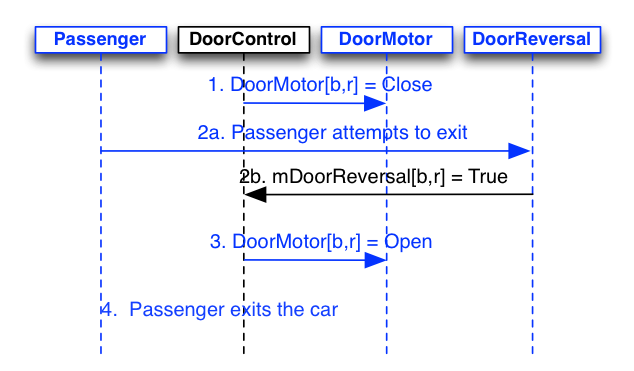 Passenger DoorControl DoorMotor DoorReversal
1. DoorMotor[b,r] = Close
2a. Passenger attempts to exit
2b. mDoorReversal[b,r] = True
3. DoorMotor[b,r] = Open
4. Passenger exits the car